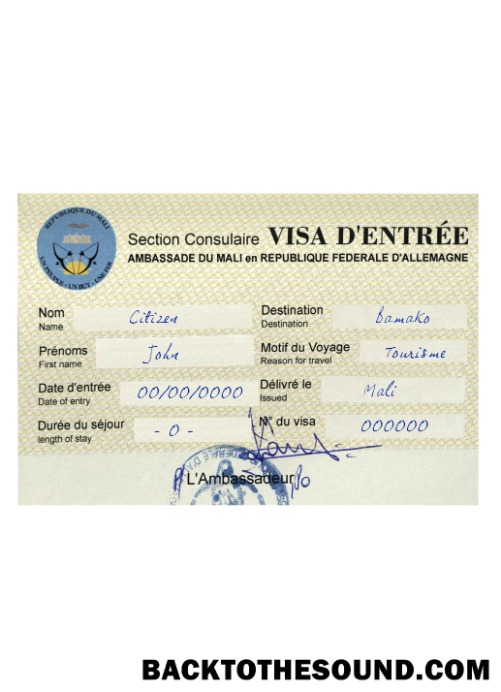 REPUBLIQUE DU MALI
UN PEUPLE - UN BUT - UNE FOI
Section Consulaire VISA D'ENTRÉE
AMBASSADE DU MALI en REPUBLIQUE FEDERALE D'ALLEMAGNE
Nom
Name
Citizen
Destination
Destination
Bamako
Prénoms
First name
John
Motif du Voyage
Reason for travel
Tourisme
Date d'entrée
Date of entry
00/00/0000
Délivré le
Issued
Mali
Durée du séjour
length of stay
- 0 -
N° du visa
000000
L'Ambassadeur
BACKTOTHESOUND.COM